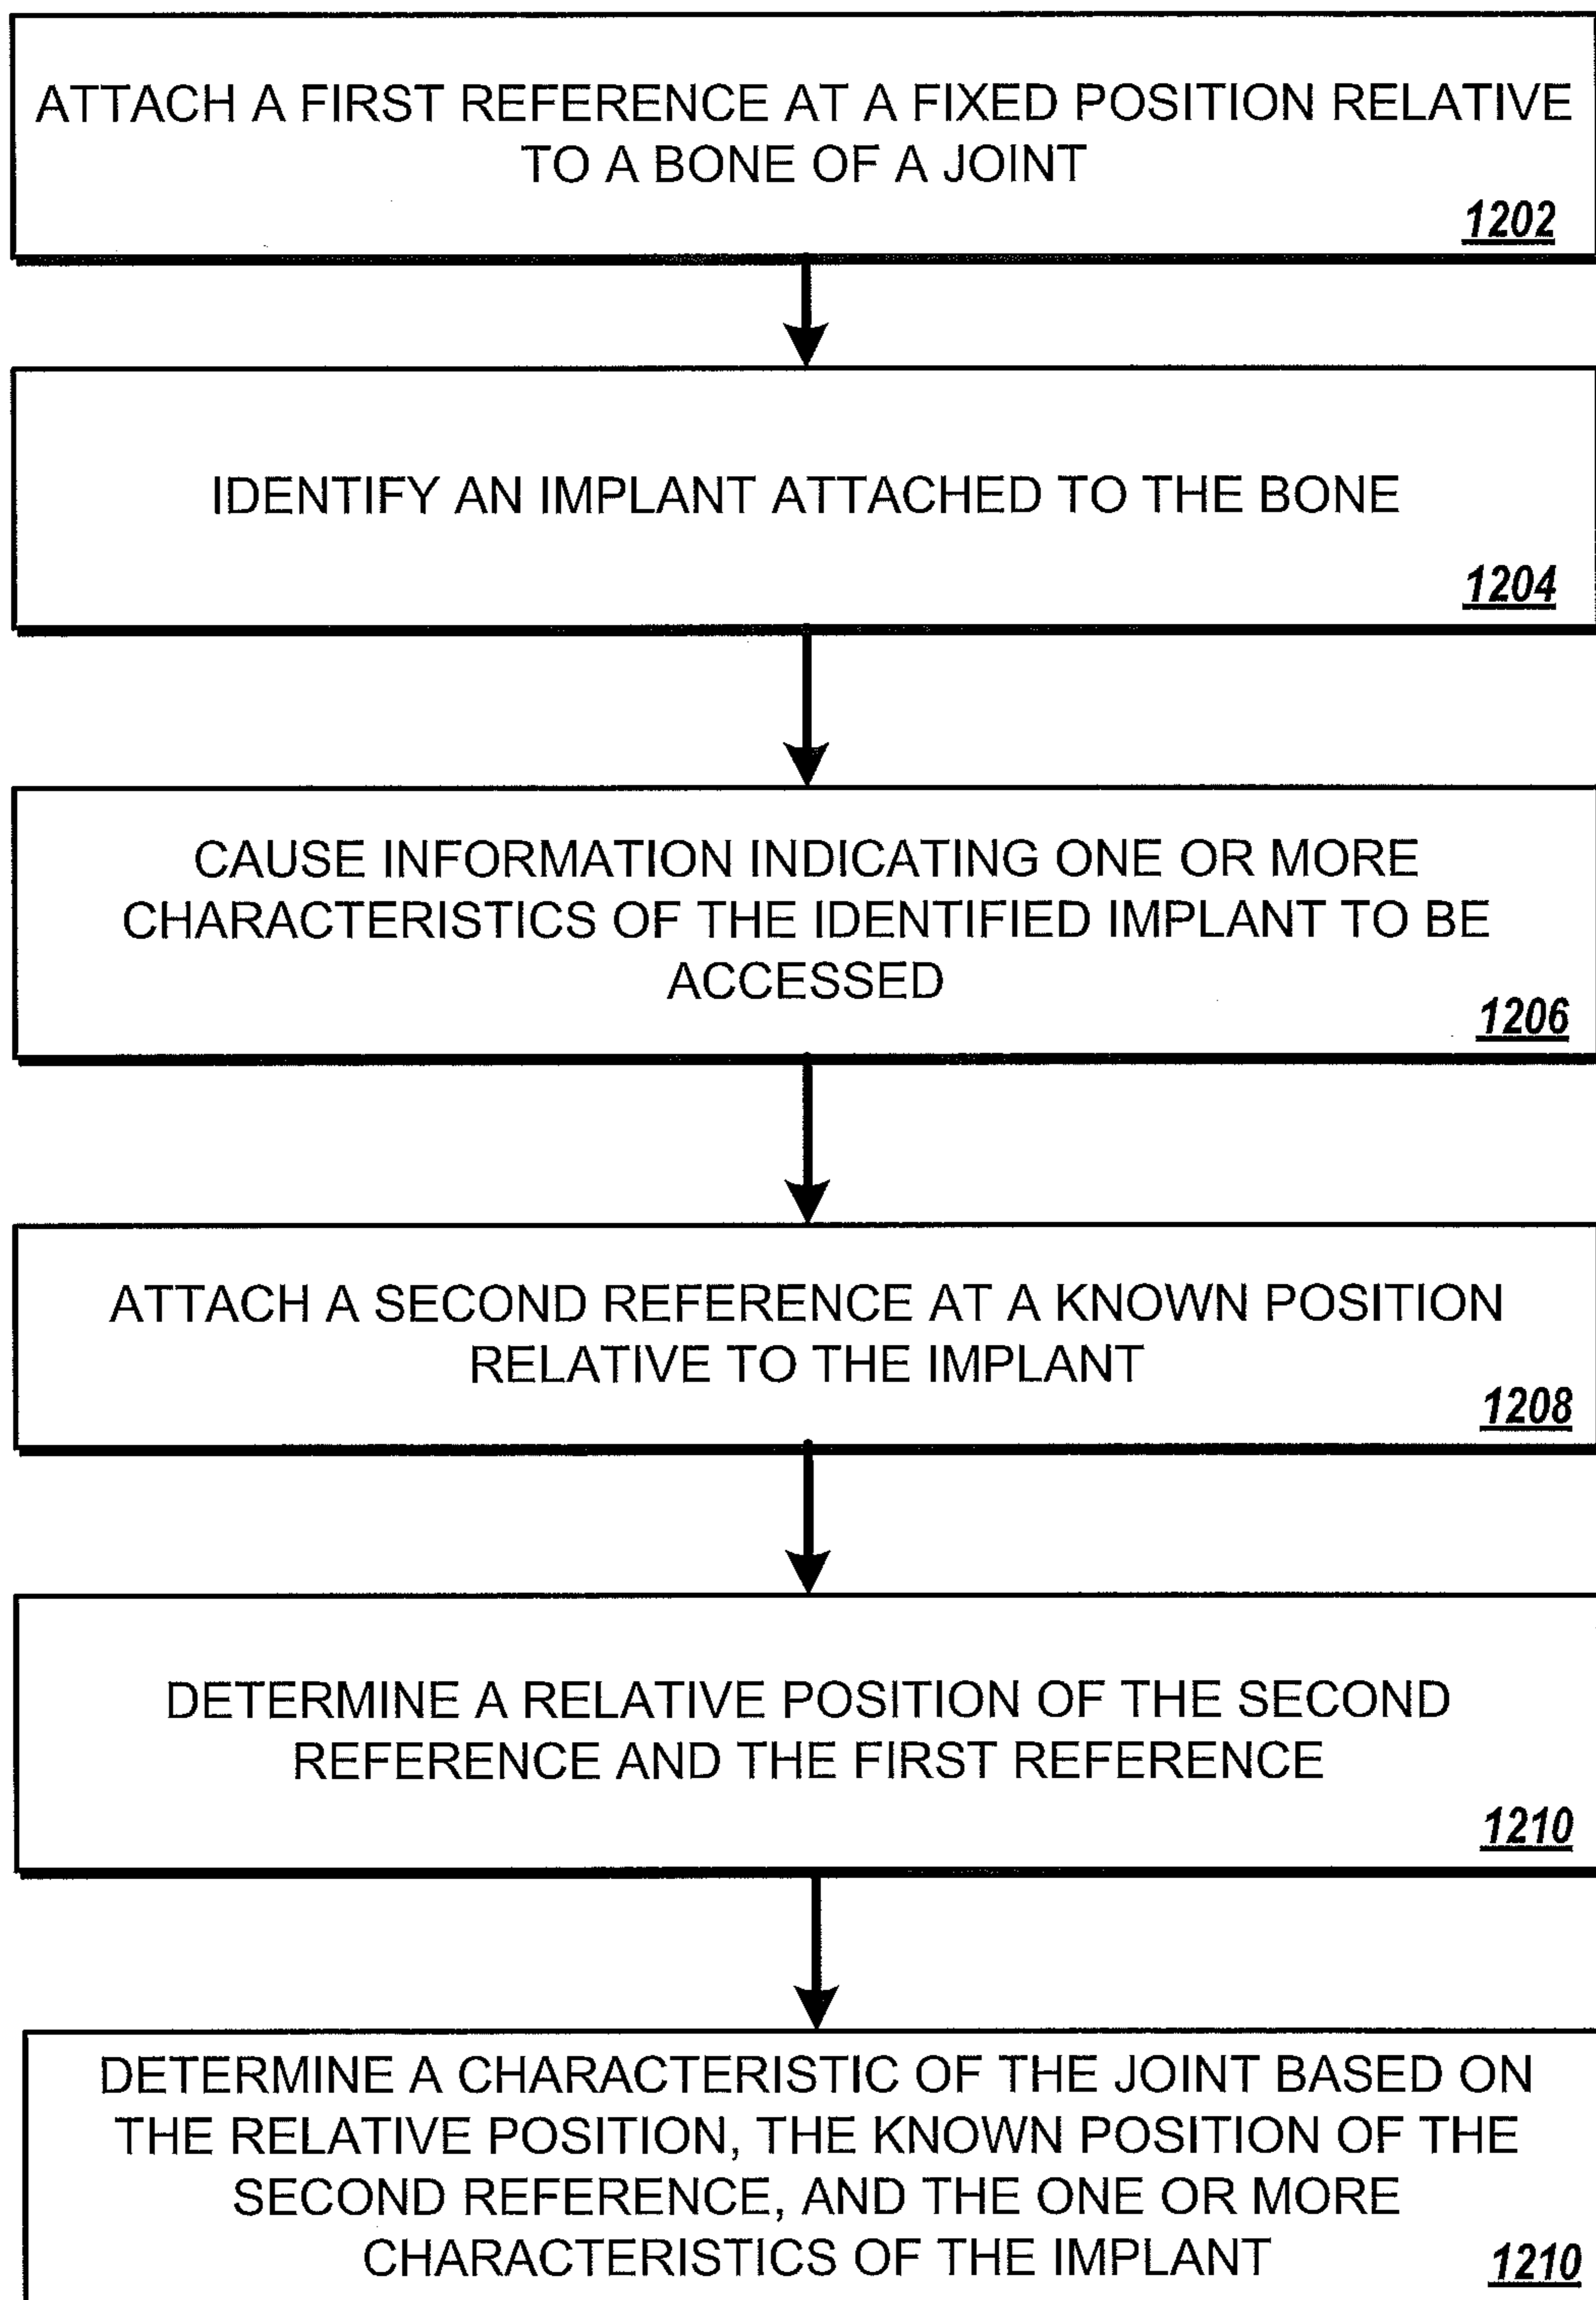 ATTACH A FIRST REFERENCE AT A FIXED POSITION RELATIVE
TO A BONE OF A JOINT
1202
IDENTIFY AN IMPLANT ATTACHED TO THE BONE
1204
CAUSE INFORMATION INDICATING ONE OR MORE
CHARACTERISTICS OF THE IDENTIFIED IMPLANT TO BE
ACCESSED
1206
ATTACH A SECOND REFERENCE AT A KNOWN POSITION
RELATIVE TO THE IMPLANT
1208
DETERMINE A RELATIVE POSITION OF THE SECOND
REFERENCE AND THE FIRST REFERENCE
1210
DETERMINE A CHARACTERISTIC OF THE JOINT BASED ON
THE RELATIVE POSITION, THE KNOWN POSITION OF THE
SECOND REFERENCE, AND THE ONE OR MORE
CHARACTERISTICS OF THE IMPLANT
1210